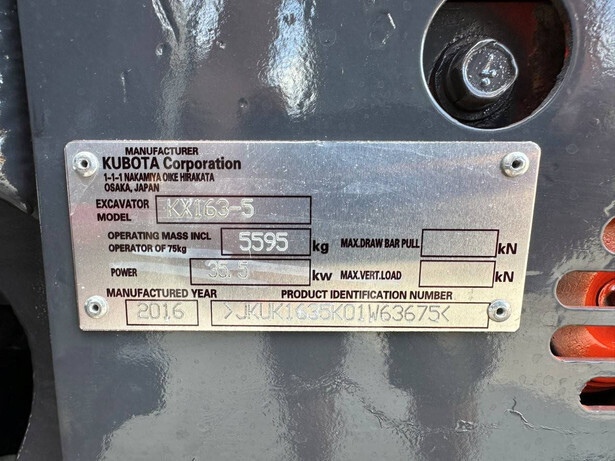 MANUFACTURER
KUBOTA Corporation
1-1-1 NAKAMIYA OIKE HIRAKATA
OSAKA, JAPAN
EXCAVATOR MODEL KX163-5
OPERATING MASS INCL OPERATOR OF 75kg 5595 kg MAX.DRAW BAR PULL kN
POWER 35.5 kw MAX.VERT.LOAD kN
MANUFACTURED YEAR PRODUCT IDENTIFICATION NUMBER
2016 >JKUK1635K01W63675<